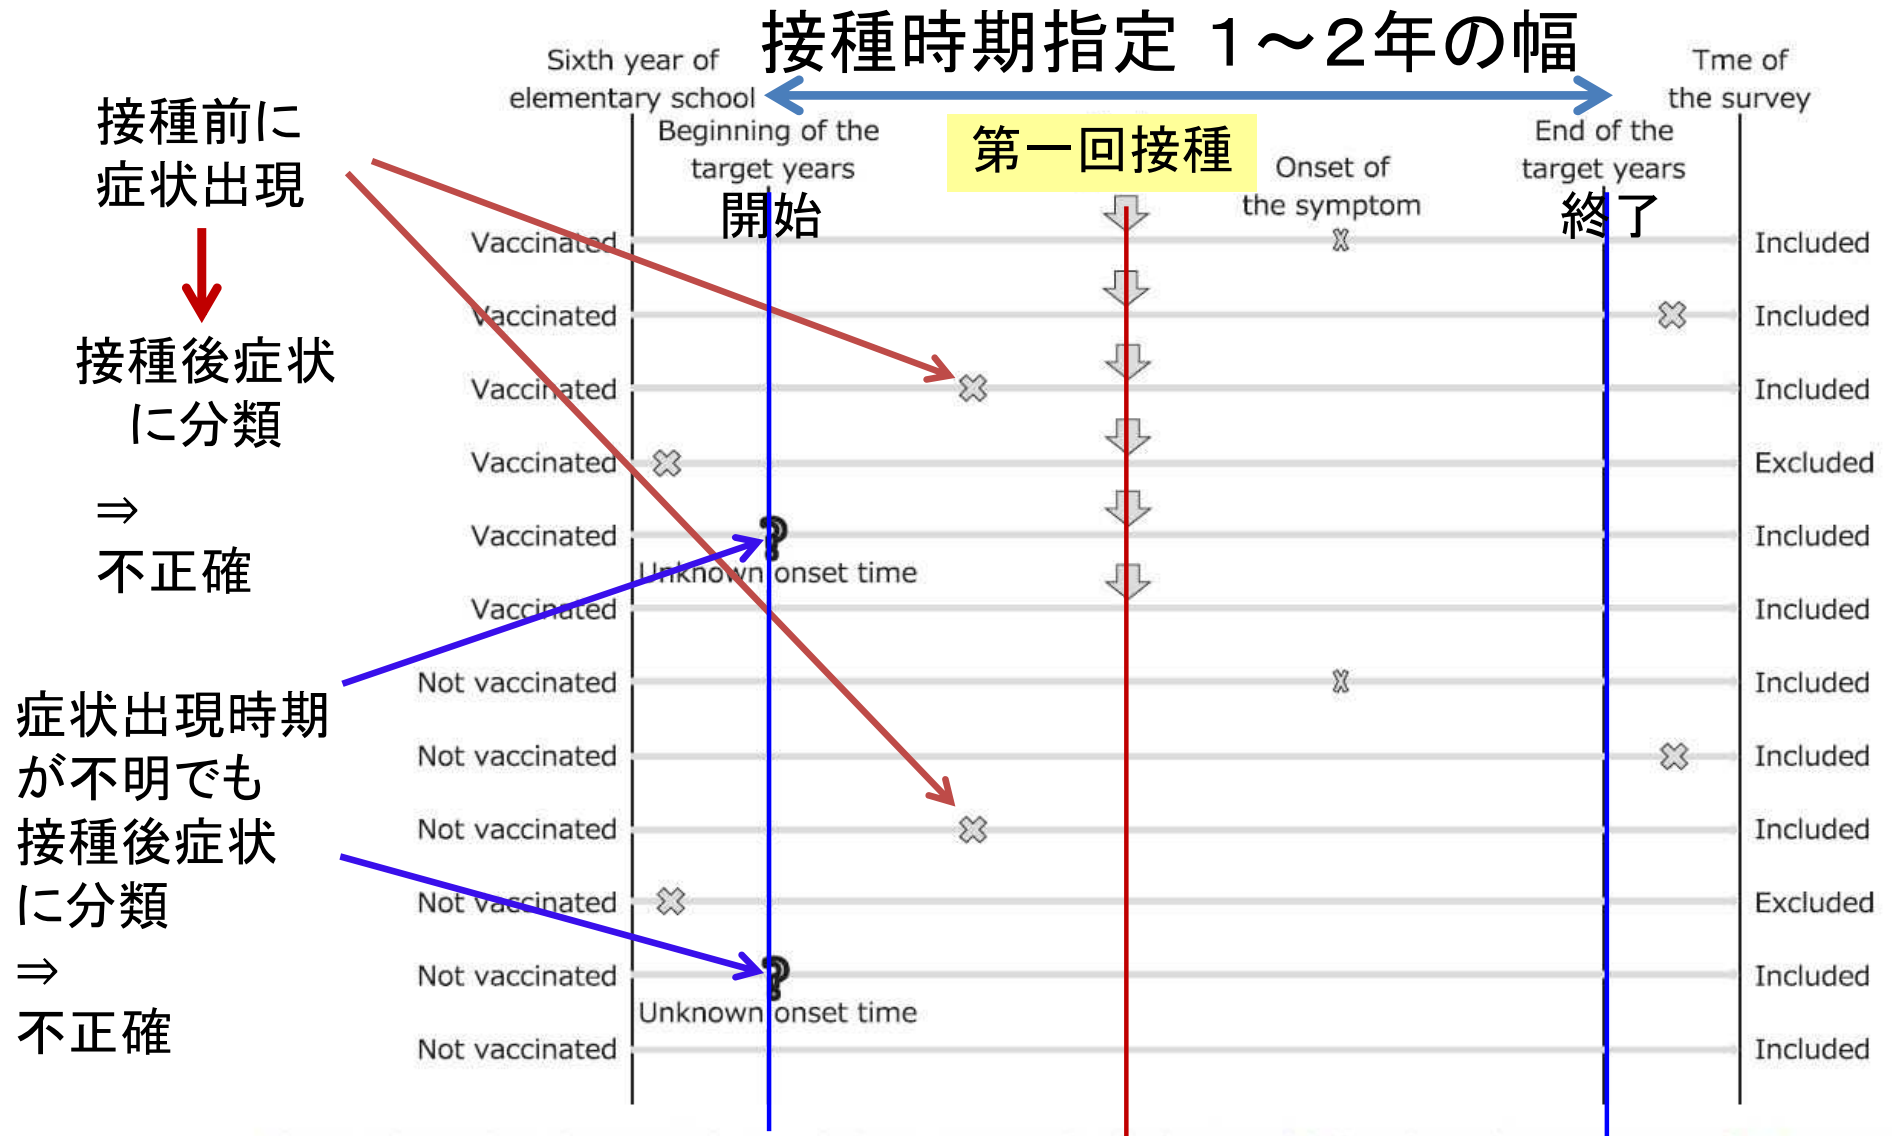 接種時期指定 １～２年の幅
Sixth year of
elementary school
Tme of
the survey
Beginning of the
target years
開始
第一回接種
Onset of
the symptom
End of the
target years
終了
接種前に
症状出現
接種後症状
に分類
⇒
不正確
症状出現時期
が不明でも
接種後症状
に分類
⇒
不正確
Vaccinated Included
Vaccinated Included
Vaccinated Included
Vaccinated Excluded
Vaccinated ? Included
Unknown onset time
Vaccinated Included
Not vaccinated Included
Not vaccinated Included
Not vaccinated Included
Not vaccinated Excluded
Not vaccinated ? Included
Unknown onset time
Not vaccinated Included